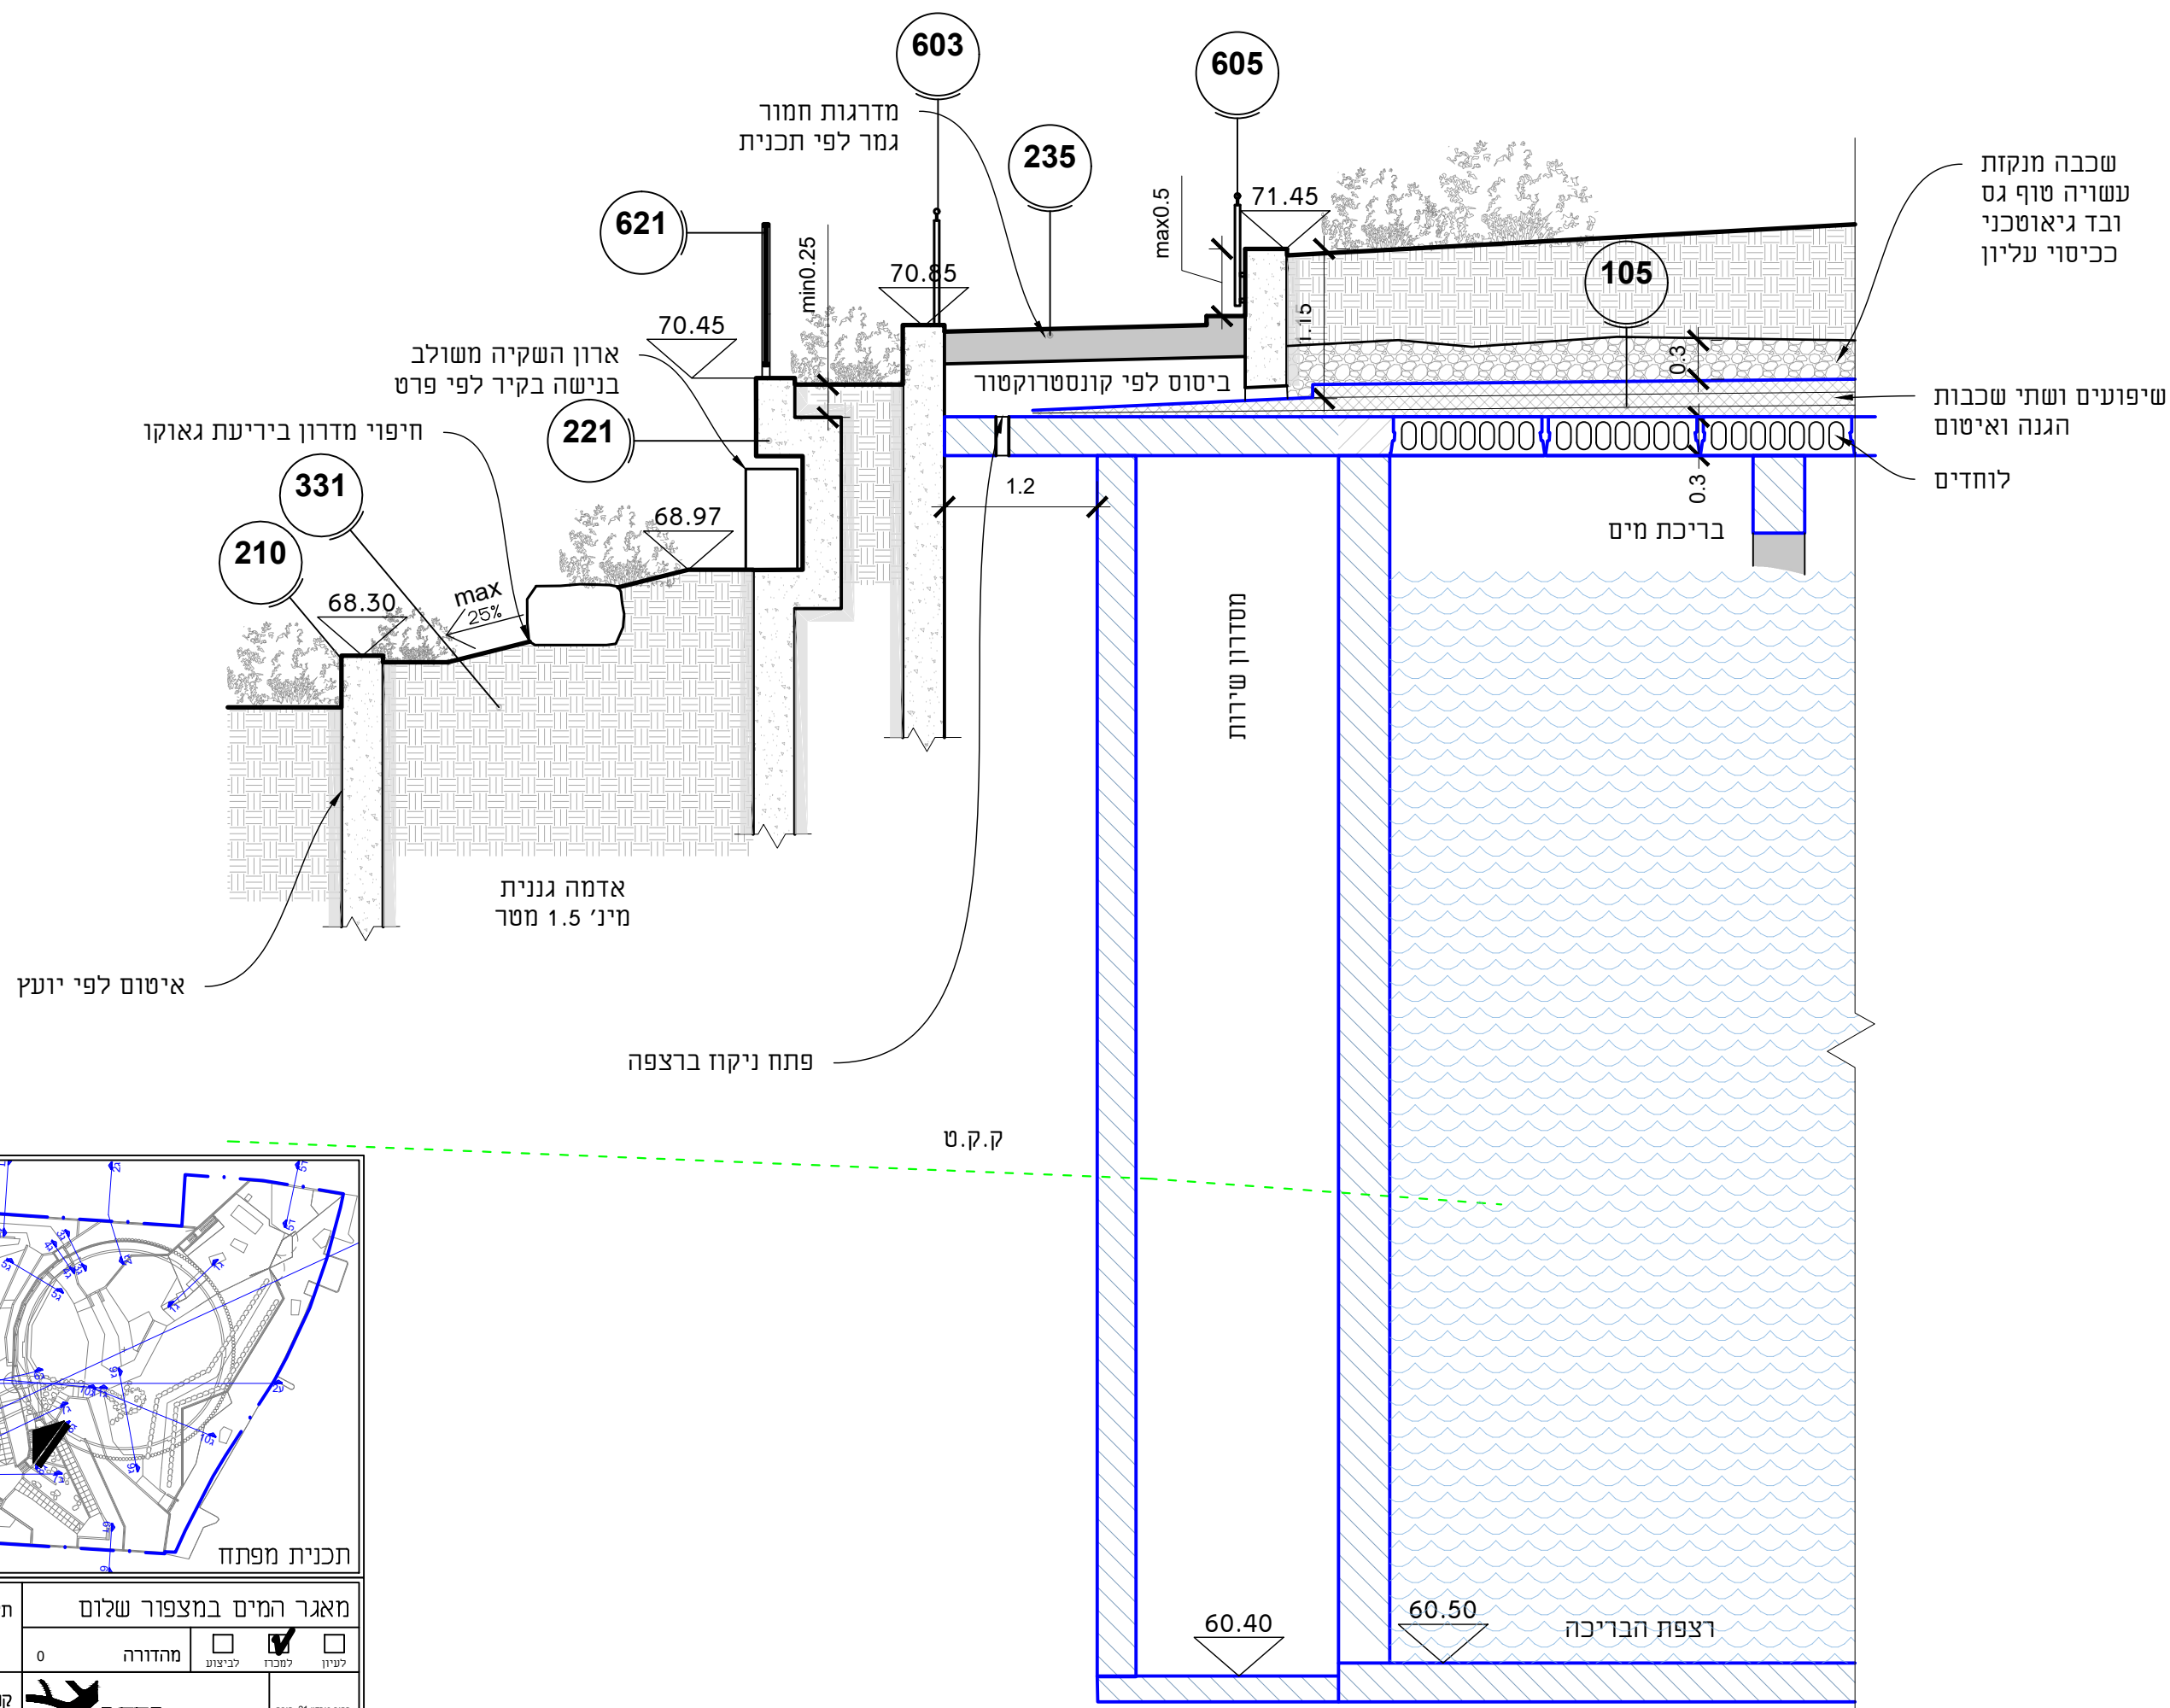 603
605
מדרגות חמור
גמר לפי תכנית
235
שכבה מנקזת
עשויה טוף גס
ובד גיאוטכני
ככיסוי עליון
max0.5
71.45
621
min0.25
70.85
105
1.15
0.3
70.45
ארון השקיה משולב
בנישה בקיר לפי פרט
ביסוס לפי קונסטרוקטור
שיפועים ושתי שכבות
הגנה ואיטום
221
חיפוי מדרון ביריעת גאוקו
331
לוחדים
0.3
1.2
בריכת מים
68.97
210
68.30
max
25%
מסדרון שירות
אדמה גננית
מינ' 1.5 מטר
איטום לפי יועץ
פתח ניקוז ברצפה
ק.ק.ט
תכנית מפתח
מאגר המים במצפור שלום
לעיון
למכרז
לביצוע
מהדורה
0
60.40
60.50
רצפת הבריכה